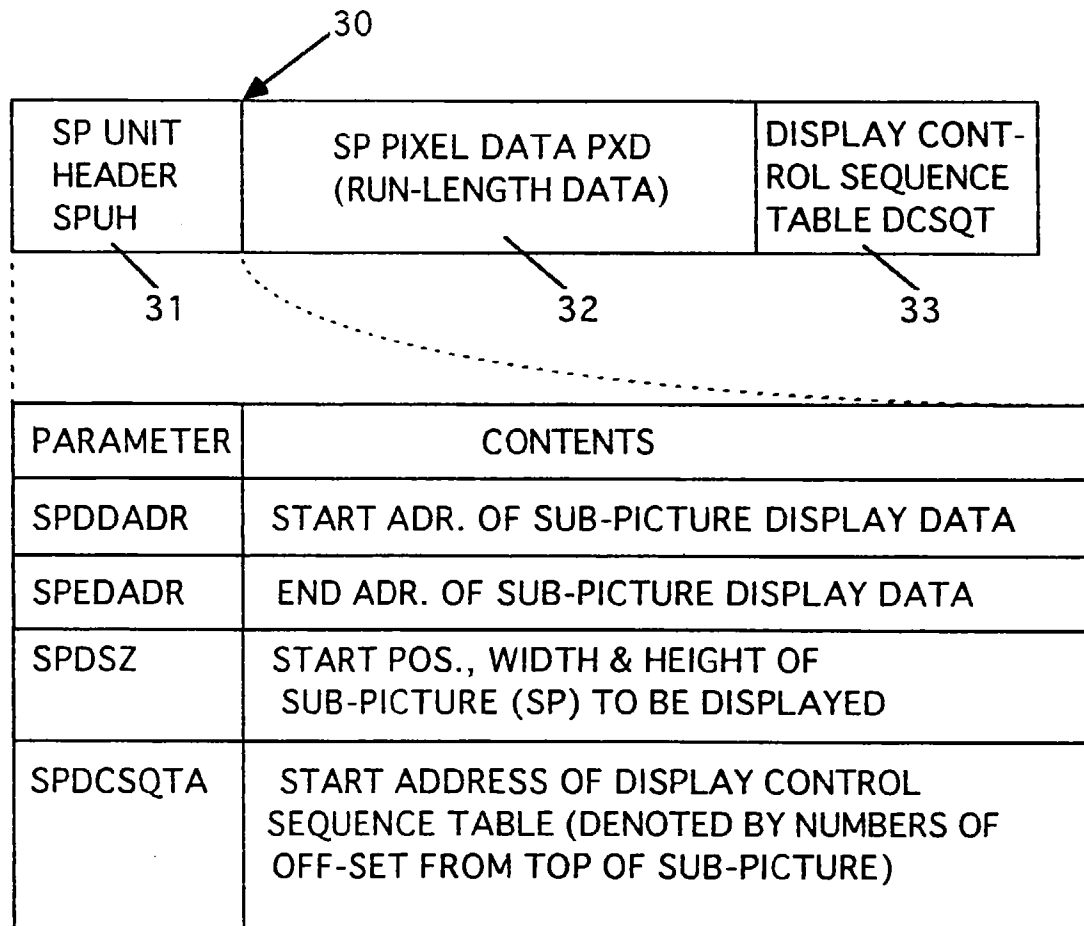 30
SP UNIT
HEADER
SPUH
SP PIXEL DATA PXD
(RUN-LENGTH DATA)
DISPLAY CONT-
ROL SEQUENCE
TABLE DCSQT
31
32
33
PARAMETER
CONTENTS
SPDDADR
START ADR. OF SUB-PICTURE DISPLAY DATA
SPEDADR
END ADR. OF SUB-PICTURE DISPLAY DATA
SPDSZ
START POS., WIDTH & HEIGHT OF
SUB-PICTURE (SP) TO BE DISPLAYED
SPDCSQTA
START ADDRESS OF DISPLAY CONTROL
SEQUENCE TABLE (DENOTED BY NUMBERS OF
OFF-SET FROM TOP OF SUB-PICTURE)